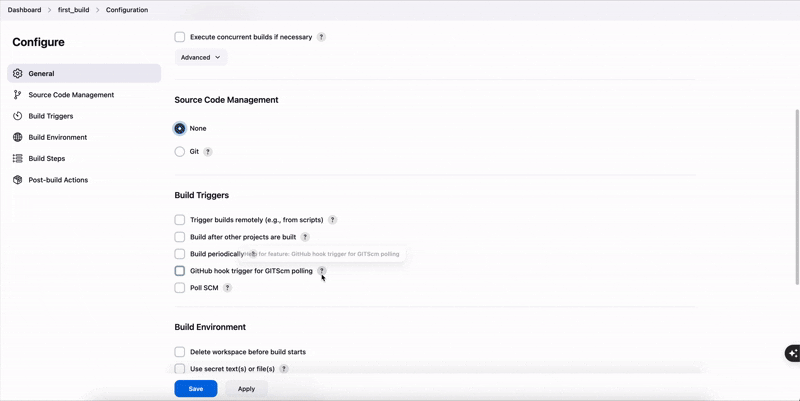 Dashboard > first_build > Configuration
Configure
General
Source Code Management
Build Triggers
Build Environment
Build Steps
Post-build Actions
Execute concurrent builds if necessary ?
Advanced
Source Code Management
None
Git ?
Build Triggers
Trigger builds remotely (e.g., from scripts) ?
Build after other projects are built ?
Build periodically ?
Help for feature: GitHub hook trigger for GITScm polling
GitHub hook trigger for GITScm polling ?
Poll SCM ?
Build Environment
Delete workspace before build starts
Use secret text(s) or file(s) ?
Save
Apply